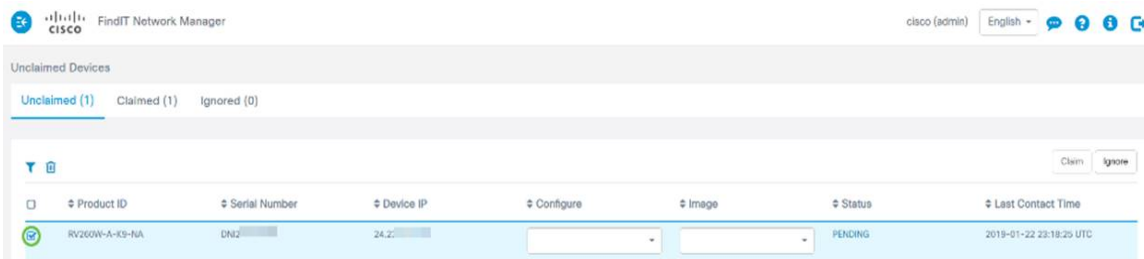 cisco FindIT Network Manager cisco (admin) English
Unclaimed Devices
Unclaimed (1) Claimed (1) Ignored (0)
Claim Ignore
Product ID Serial Number Device IP Configure Image Status Last Contact Time
RV260W-A-K9-NA DNI2 24.2 PENDING 2019-01-22 23:18:25 UTC